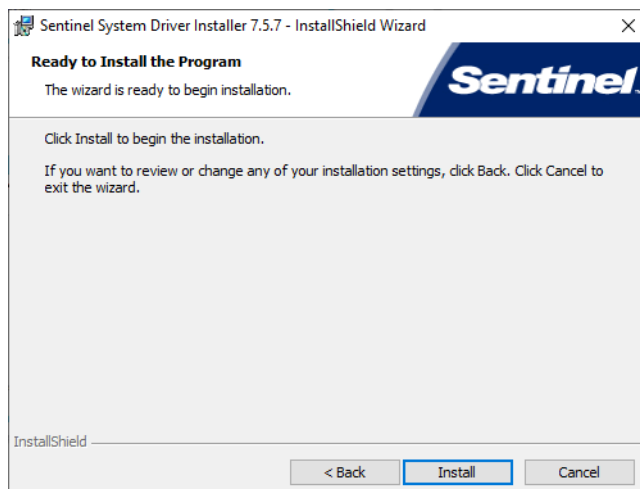 Sentinel System Driver Installer 7.5.7 - InstallShield Wizard
Ready to Install the Program
The wizard is ready to begin installation.
Sentinel
Click Install to begin the installation.
If you want to review or change any of your installation settings, click Back. Click Cancel to
exit the wizard.
InstallShield
< Back
Install
Cancel